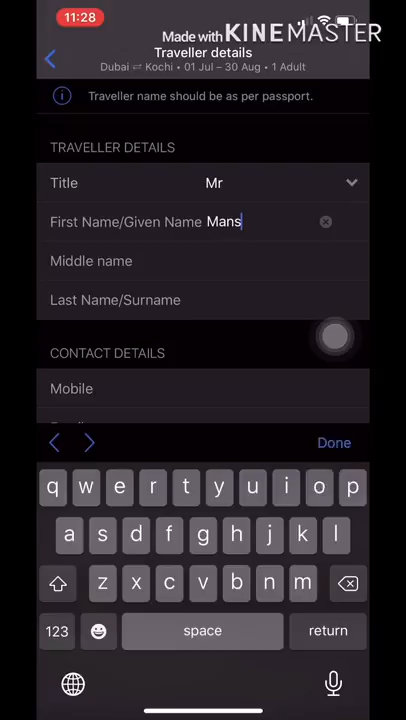 11:28
Made with KINEMASTER
Traveller details
Dubai ⇌ Kochi • 01 Jul – 30 Aug • 1 Adult
Traveller name should be as per passport.
TRAVELLER DETAILS
Title Mr
First Name/Given Name Mans
Middle name
Last Name/Surname
CONTACT DETAILS
Mobile
Done
q w e r t y u i o p
a s d f g h j k l
z x c v b n m
123 space return